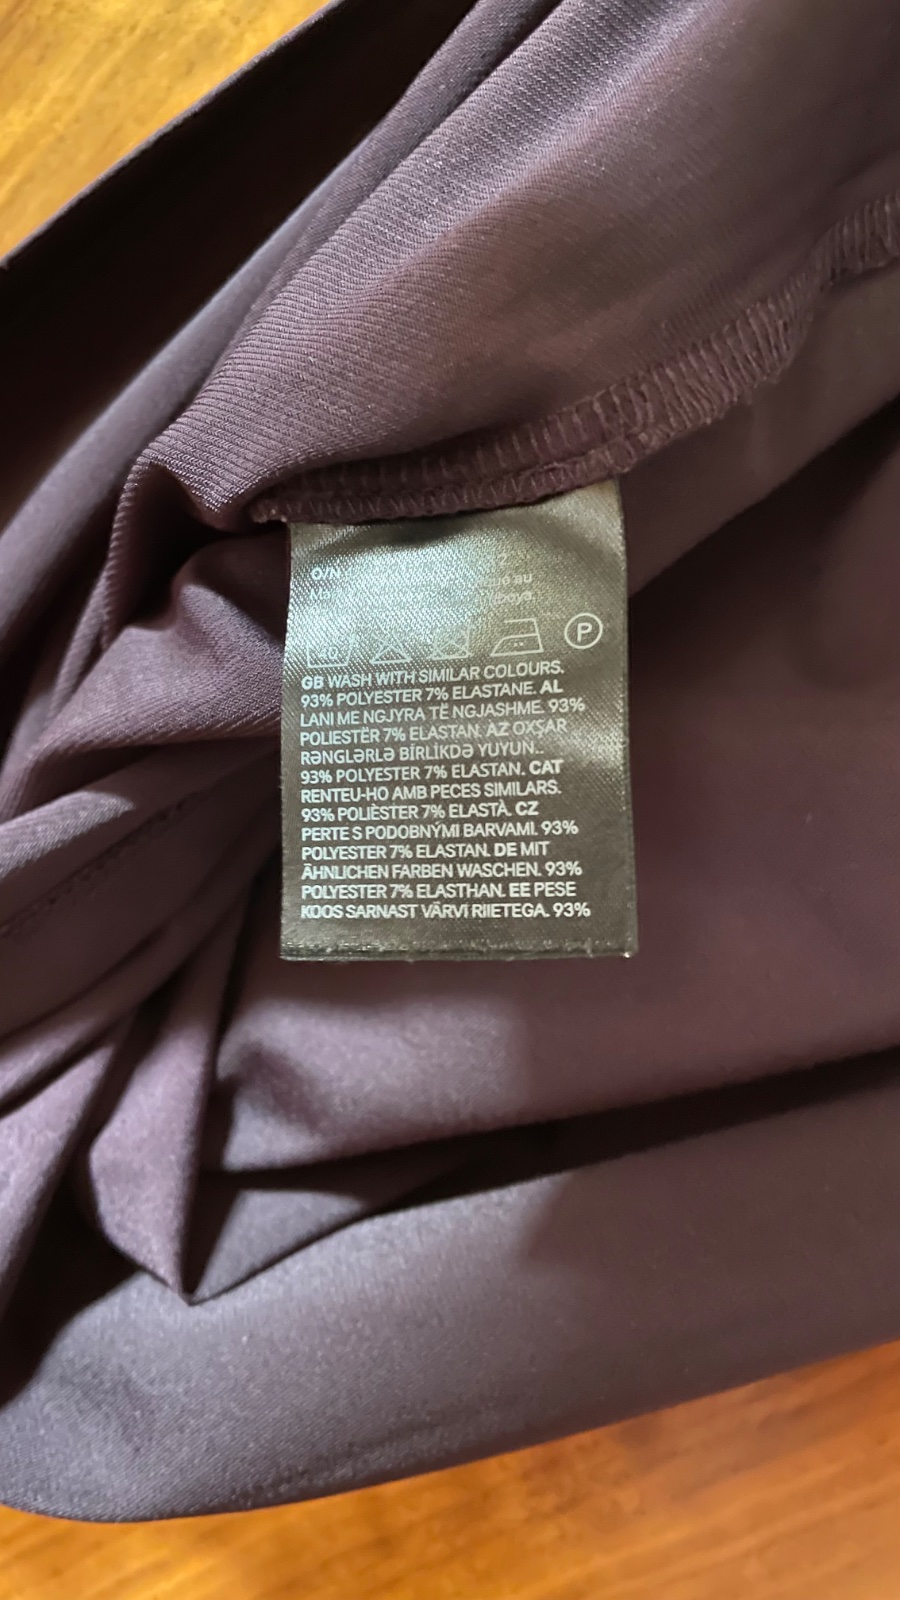 P
GB WASH WITH SIMILAR COLOURS.
93% POLYESTER 7% ELASTANE. AL
LANI ME NGJYRA TË NGJASHME. 93%
POLIESTËR 7% ELASTAN. AZ OXŞAR
RƏNGLƏRLƏ BİRLİKDƏ YUYUN..
93% POLYESTER 7% ELASTAN. CAT
RENTEU-HO AMB PECES SIMILARS.
93% POLIÈSTER 7% ELASTÀ. CZ
PERTE S PODOBNÝMI BARVAMI. 93%
POLYESTER 7% ELASTAN. DE MIT
ÄHNLICHEN FARBEN WASCHEN. 93%
POLYESTER 7% ELASTHAN. EE PESE
KOOS SARNAST VÄRVI RIIETEGA. 93%